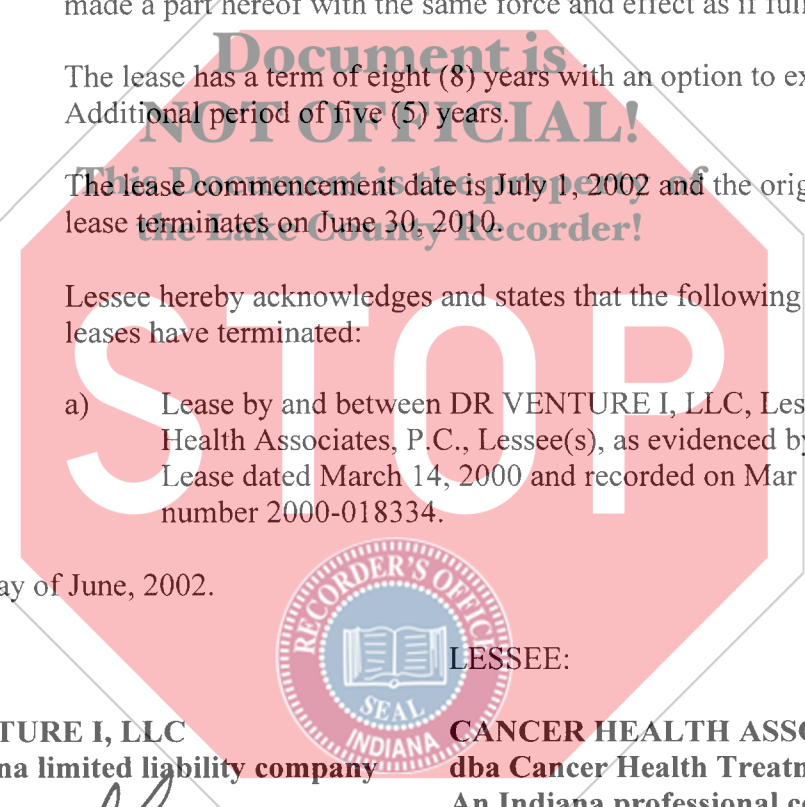 made a part hereof with the same force and effect as if full
Document is
The lease has a term of eight (8) years with an option to ex
NOT OFFICIAL!
Additional period of five (5) years.
This Document is the property of
The lease commencement date is July 1, 2002 and the orig
the Lake County Recorder!
lease terminates on June 30, 2010.
Lessee hereby acknowledges and states that the following
leases have terminated:
STOP
a) Lease by and between DR VENTURE I, LLC, Les
Health Associates, P.C., Lessee(s), as evidenced by
Lease dated March 14, 2000 and recorded on Mar
number 2000-018334.
ay of June, 2002.
RECORDER'S OFFICE
SEAL
INDIANA
LESSEE:
TURE I, LLC
na limited liability company
CANCER HEALTH ASSO
dba Cancer Health Treatm
An Indiana professional co